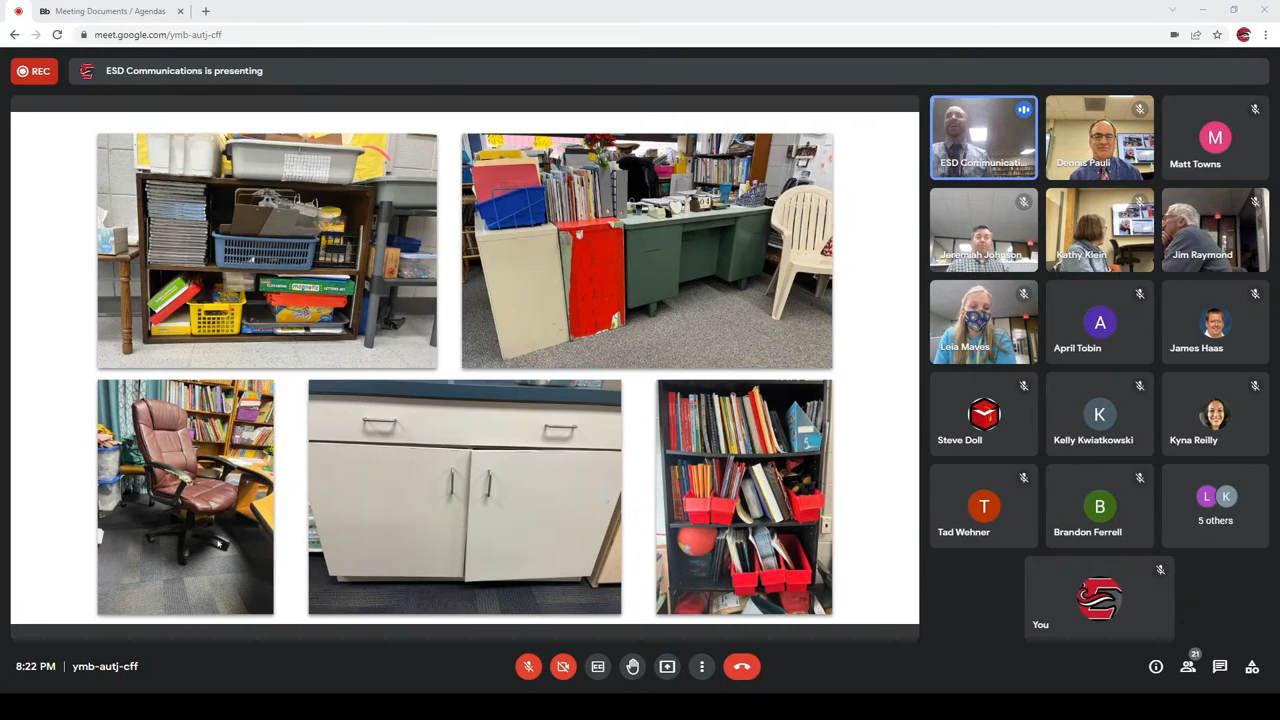 Bb Meeting Documents / Agendas
meet.google.com/ymb-autj-cff
REC
ESD Communications is presenting
ESD Communicati...
Dennis Pauli
M
Matt Towns
Jeremiah Johnson
Kathy Klein
Jim Raymond
Leia Maves
A
April Tobin
James Haas
Steve Doll
K
Kelly Kwiatkowski
Kyna Reilly
T
Tad Wehner
B
Brandon Ferrell
L K
5 others
You
8:22 PM | ymb-autj-cff
21